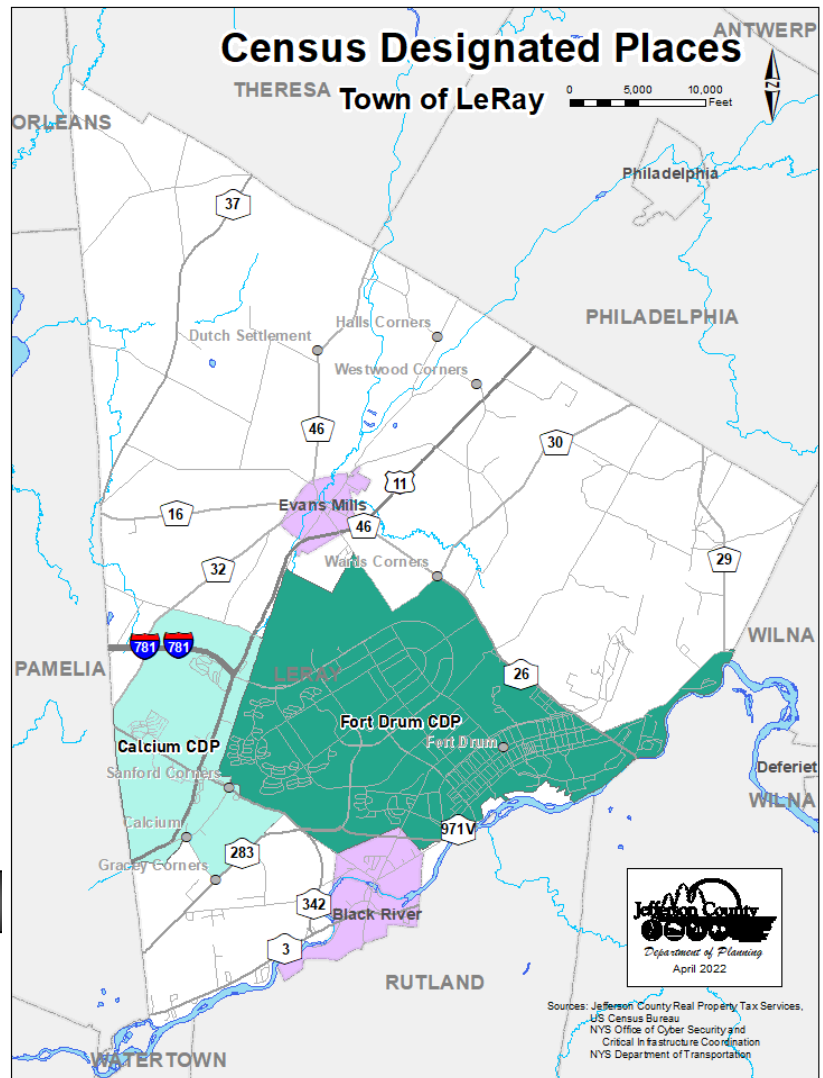 Census Designated Places
Town of LeRay
0 5,000 10,000
Feet
N
ANTWERP
THERESA
ORLEANS
Philadelphia
37
PHILADELPHIA
Halls Corners
Dutch Settlement
Westwood Corners
46
30
11
Evans Mills
16
46
29
Wards Corners
32
781 781
WILNA
PAMELIA
LERAY
26
Fort Drum CDP
Calcium CDP
Fort Drum
Deferiet
Sanford Corners
WILNA
Calcium
971V
283
Gracey Corners
342
Black River
3
RUTLAND
WATERTOWN
Jefferson County
Department of Planning
April 2022
Sources: Jefferson County Real Property Tax Services,
US Census Bureau
NYS Office of Cyber Security and
Critical Infrastructure Coordination
NYS Department of Transportation